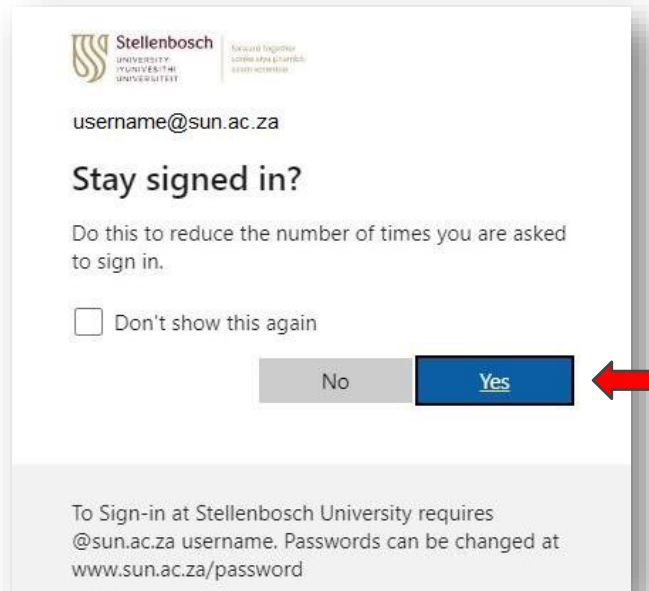 Stellenbosch
UNIVERSITY
IYUNIVESITHI
UNIVERSITEIT
forward together
username@sun.ac.za
Stay signed in?
Do this to reduce the number of times you are asked
to sign in.
Don't show this again
No
Yes
To Sign-in at Stellenbosch University requires
@sun.ac.za username. Passwords can be changed at
www.sun.ac.za/password